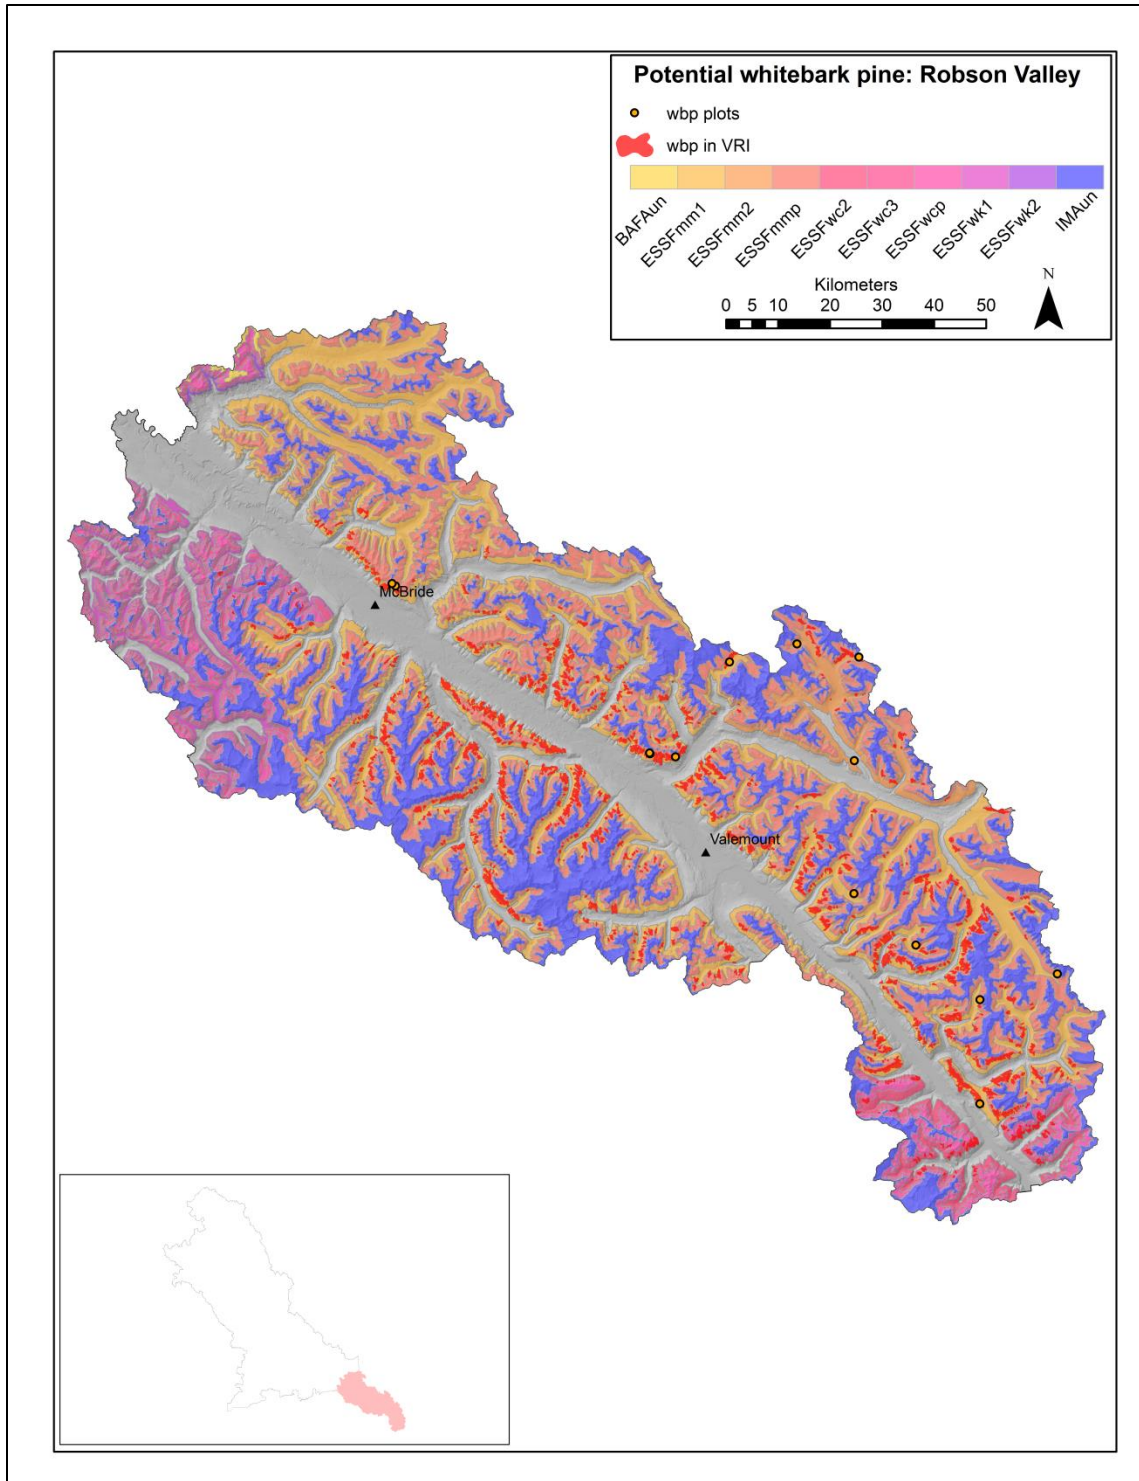 Potential whitebark pine: Robson Valley
wbp plots
wbp in VRI
BAFAun
ESSFmm1
ESSFmm2
ESSFmmp
ESSFwc2
ESSFwc3
ESSFwcp
ESSFwk1
ESSFwk2
IMAun
Kilometers
N
0 5 10 20 30 40 50
McBride
Valemount